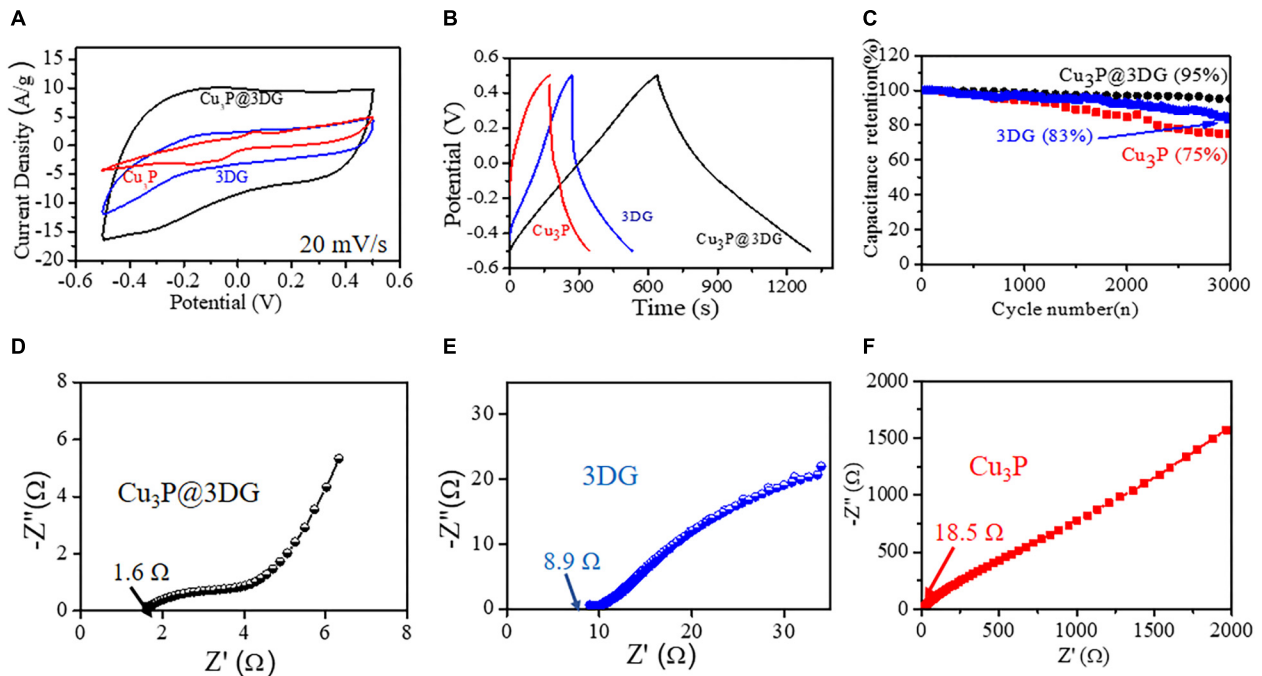 A
Current Density (A/g)
15
10
5
0
-5
-10
-15
-20
Cu3P@3DG
Cu3P
3DG
20 mV/s
-0.6 -0.4 -0.2 0.0 0.2 0.4 0.6
Potential (V)
B
Potential (V)
0.6
0.4
0.2
0.0
-0.2
-0.4
-0.6
Cu3P
3DG
Cu3P@3DG
0 300 600 900 1200
Time (s)
C
Capacitance retention(%)
120
100
80
60
40
20
0
Cu3P@3DG (95%)
3DG (83%)
Cu3P (75%)
0 1000 2000 3000
Cycle number(n)
D
-Z''(Ω)
8
6
4
2
0
Cu3P@3DG
1.6 Ω
0 2 4 6 8
Z' (Ω)
E
-Z''(Ω)
30
20
10
0
3DG
8.9 Ω
0 10 20 30
Z' (Ω)
F
-Z'' (Ω)
2000
1500
1000
500
0
Cu3P
18.5 Ω
0 500 1000 1500 2000
Z' (Ω)